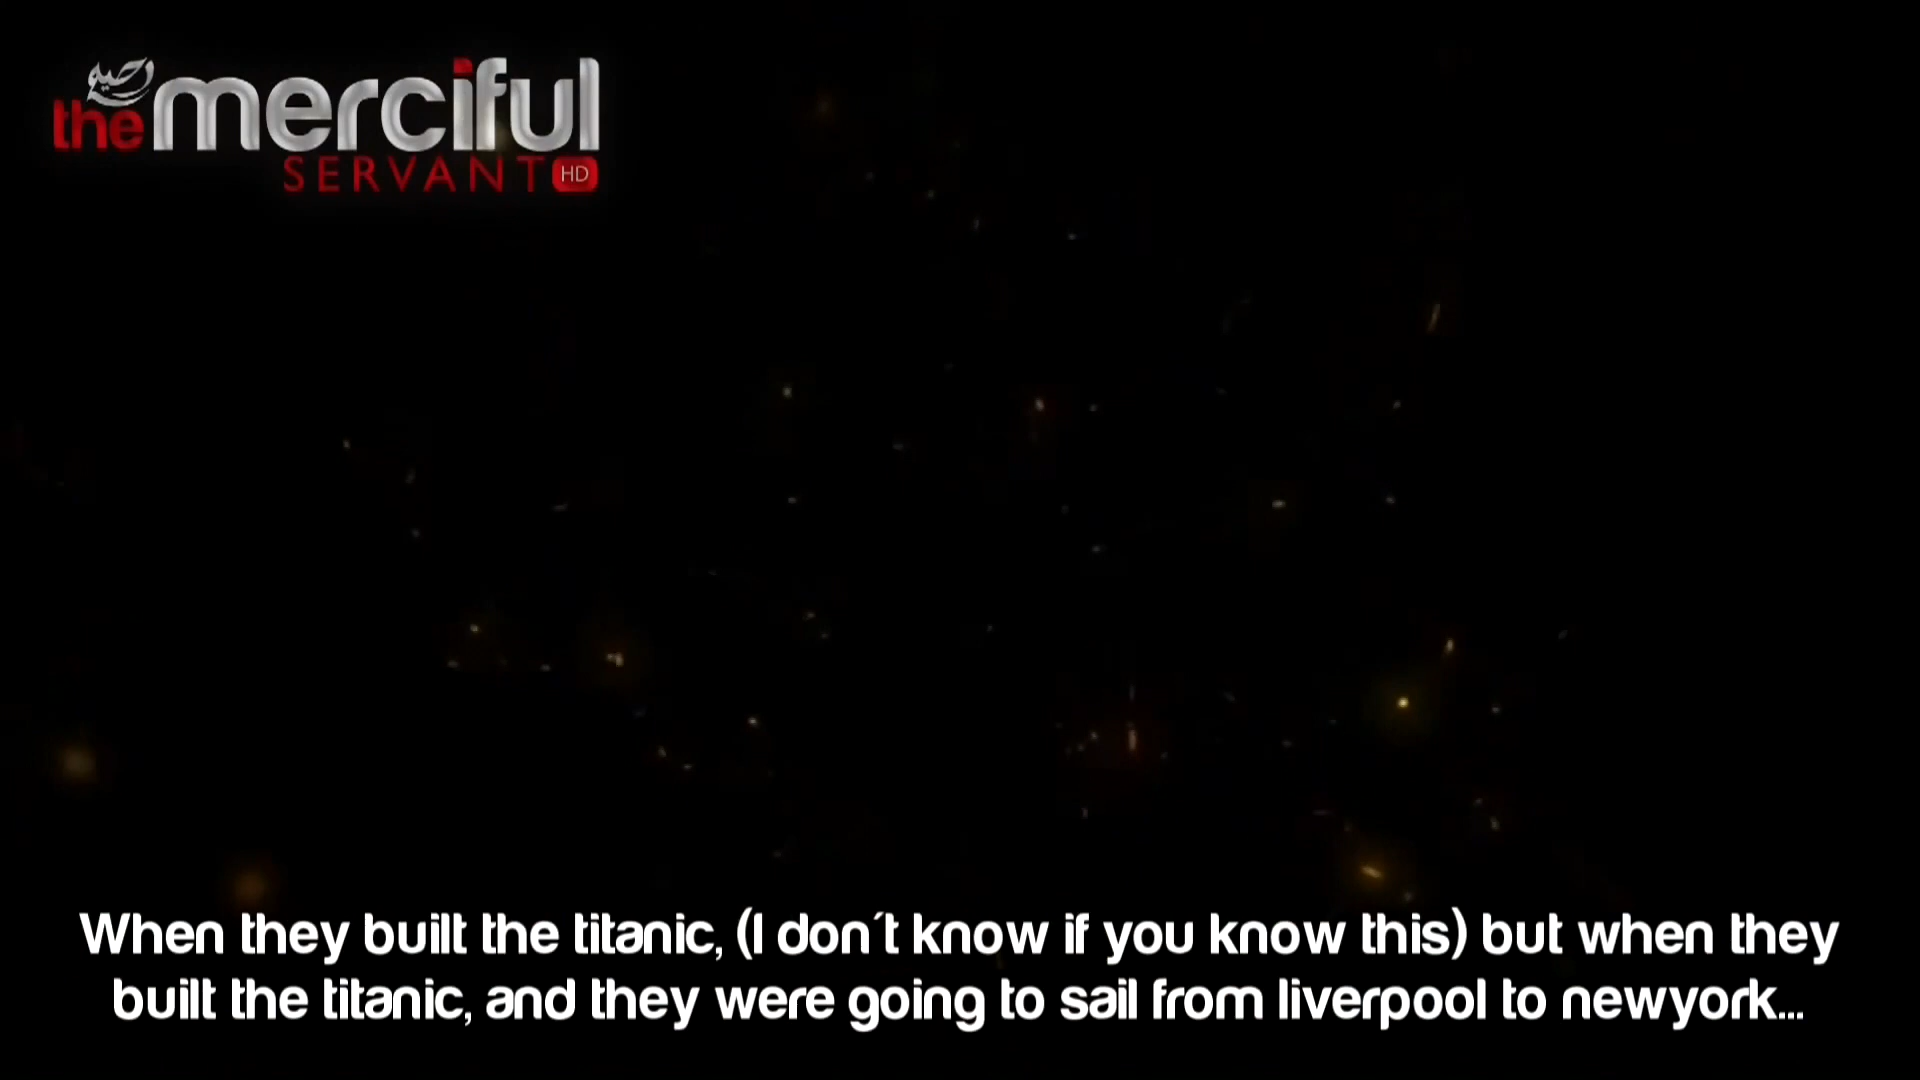 the merciful
SERVANT HD
When they built the titanic, (I don´t know if you know this) but when they
built the titanic, and they were going to sail from liverpool to newyork...